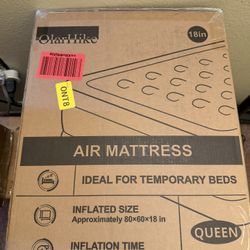 OlarHike
18in
ONT8
AIR MATTRESS
IDEAL FOR TEMPORARY BEDS
INFLATED SIZE
Approximately 80×60×18 in
QUEEN
INFLATION TIME